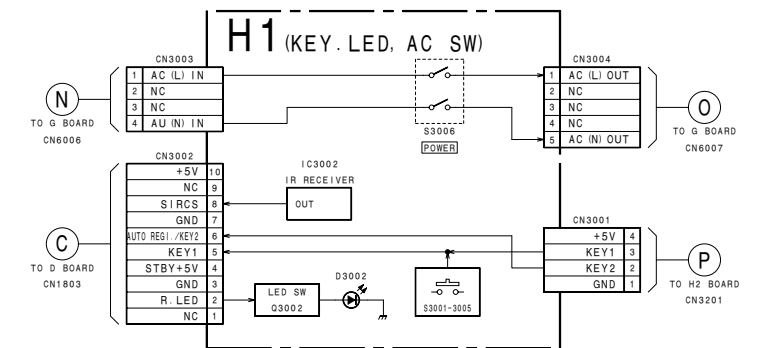 H1 (KEY. LED, AC SW)
CN3003
1 AC (L) IN
2 NC
3 NC
4 AU (N) IN
N
TO G BOARD
CN6006
S3006
POWER
CN3004
1 AC (L) OUT
2 NC
3 NC
4 NC
5 AC (N) OUT
O
TO G BOARD
CN6007
CN3002
+5V 10
NC 9
SIRCS 8
GND 7
AUTO REGI./KEY2 6
KEY1 5
STBY+5V 4
GND 3
R.LED 2
NC 1
C
TO D BOARD
CN1803
IC3002
IR RECEIVER
OUT
LED SW
Q3002
D3002
S3001-3005
CN3001
+5V 4
KEY1 3
KEY2 2
GND 1
P
TO H2 BOARD
CN3201